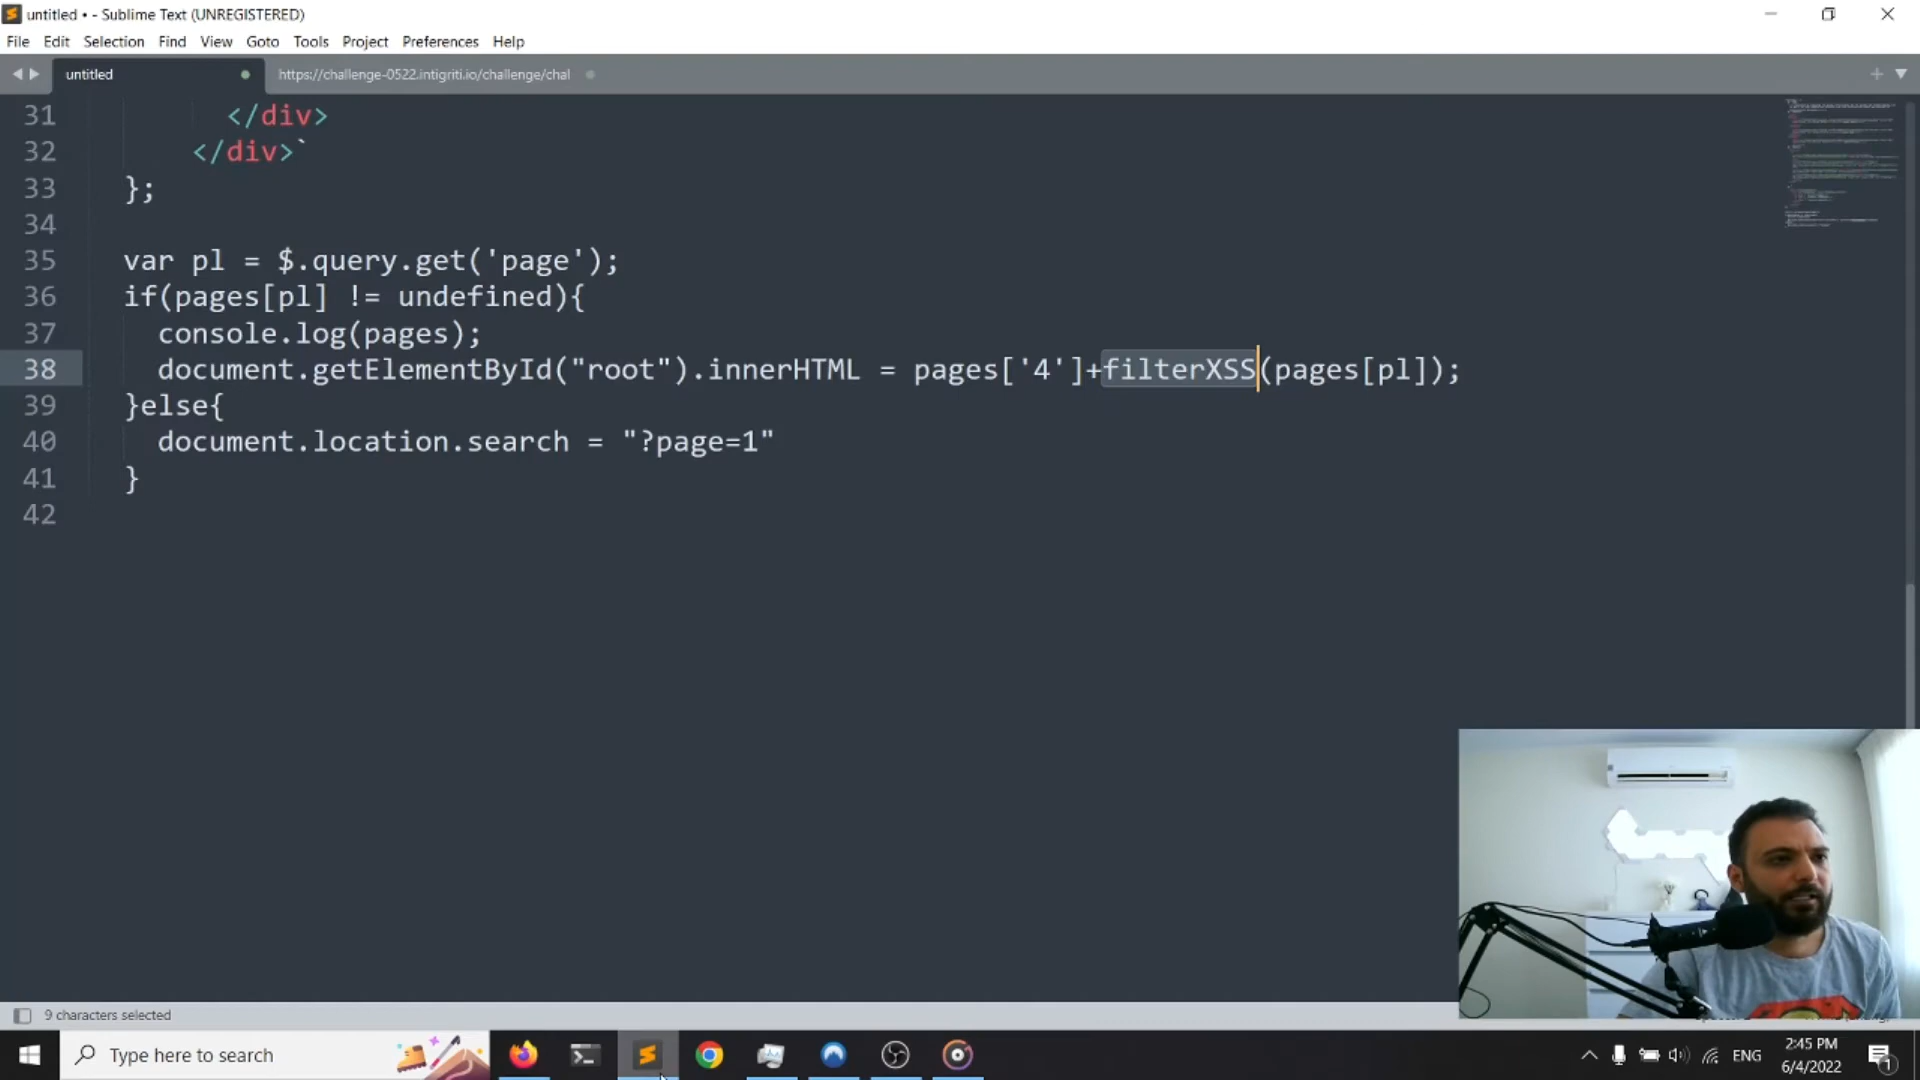 untitled • - Sublime Text (UNREGISTERED)
File Edit Selection Find View Goto Tools Project Preferences Help
untitled https://challenge-0522.intigriti.io/challenge/chal
31 </div>
32 </div>`
33 };
34
35 var pl = $.query.get('page');
36 if(pages[pl] != undefined){
37 console.log(pages);
38 document.getElementById("root").innerHTML = pages['4']+filterXSS(pages[pl]);
39 }else{
40 document.location.search = "?page=1"
41 }
42
9 characters selected
Type here to search
ENG
2:45 PM
6/4/2022
1